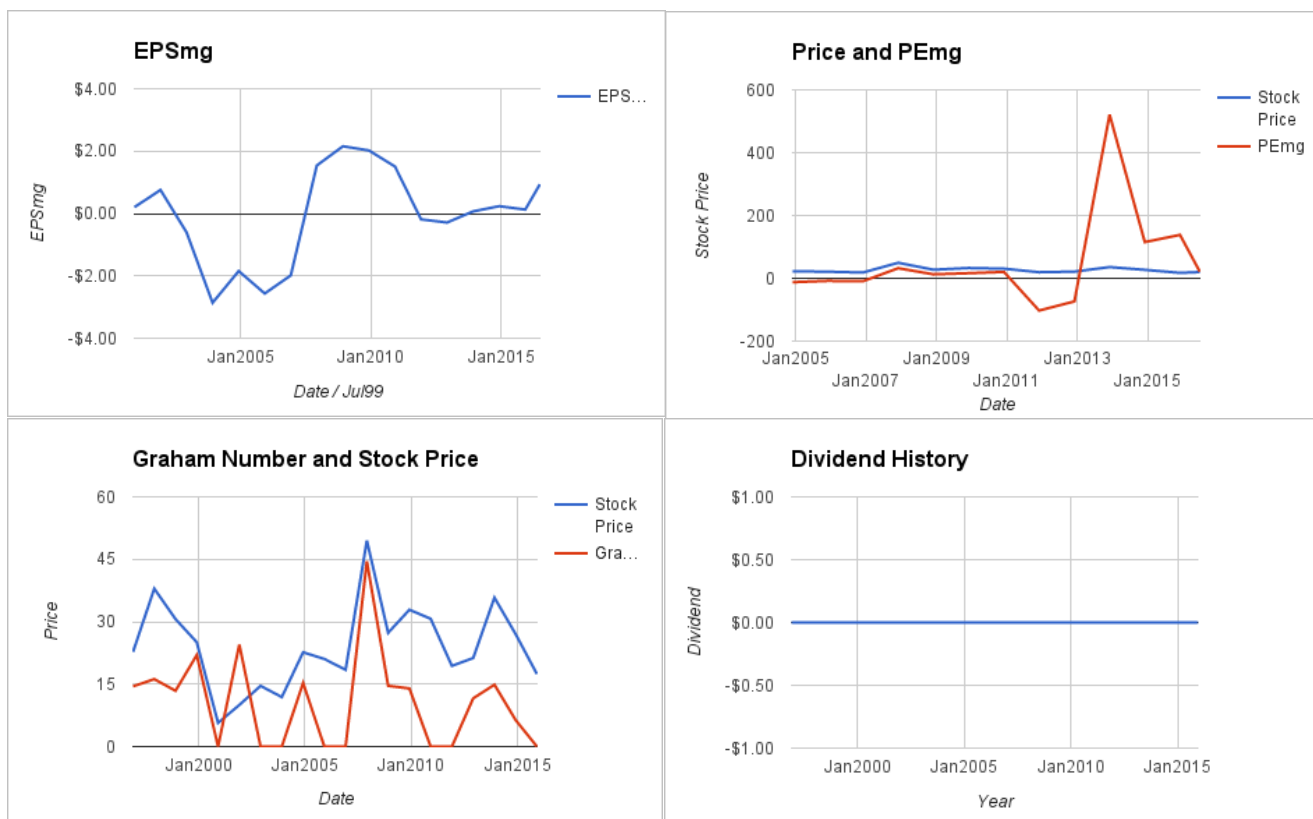 EPSmg
$4.00
$2.00
$0.00
-$2.00
-$4.00
EPSmg
Jan2005
Jan2010
Jan2015
Date / Jul99
EPS…
Price and PEmg
600
400
200
0
-200
Stock Price
Jan2005
Jan2009
Jan2013
Jan2007
Jan2011
Jan2015
Date
Stock
Price
PEmg
Graham Number and Stock Price
60
45
30
15
0
Price
Jan2000
Jan2005
Jan2010
Jan2015
Date
Stock
Price
Gra…
Dividend History
$1.00
$0.50
$0.00
-$0.50
-$1.00
Dividend
Jan2000
Jan2005
Jan2010
Jan2015
Year